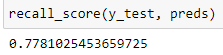 recall_score(y_test, preds)
0.7781025453659725